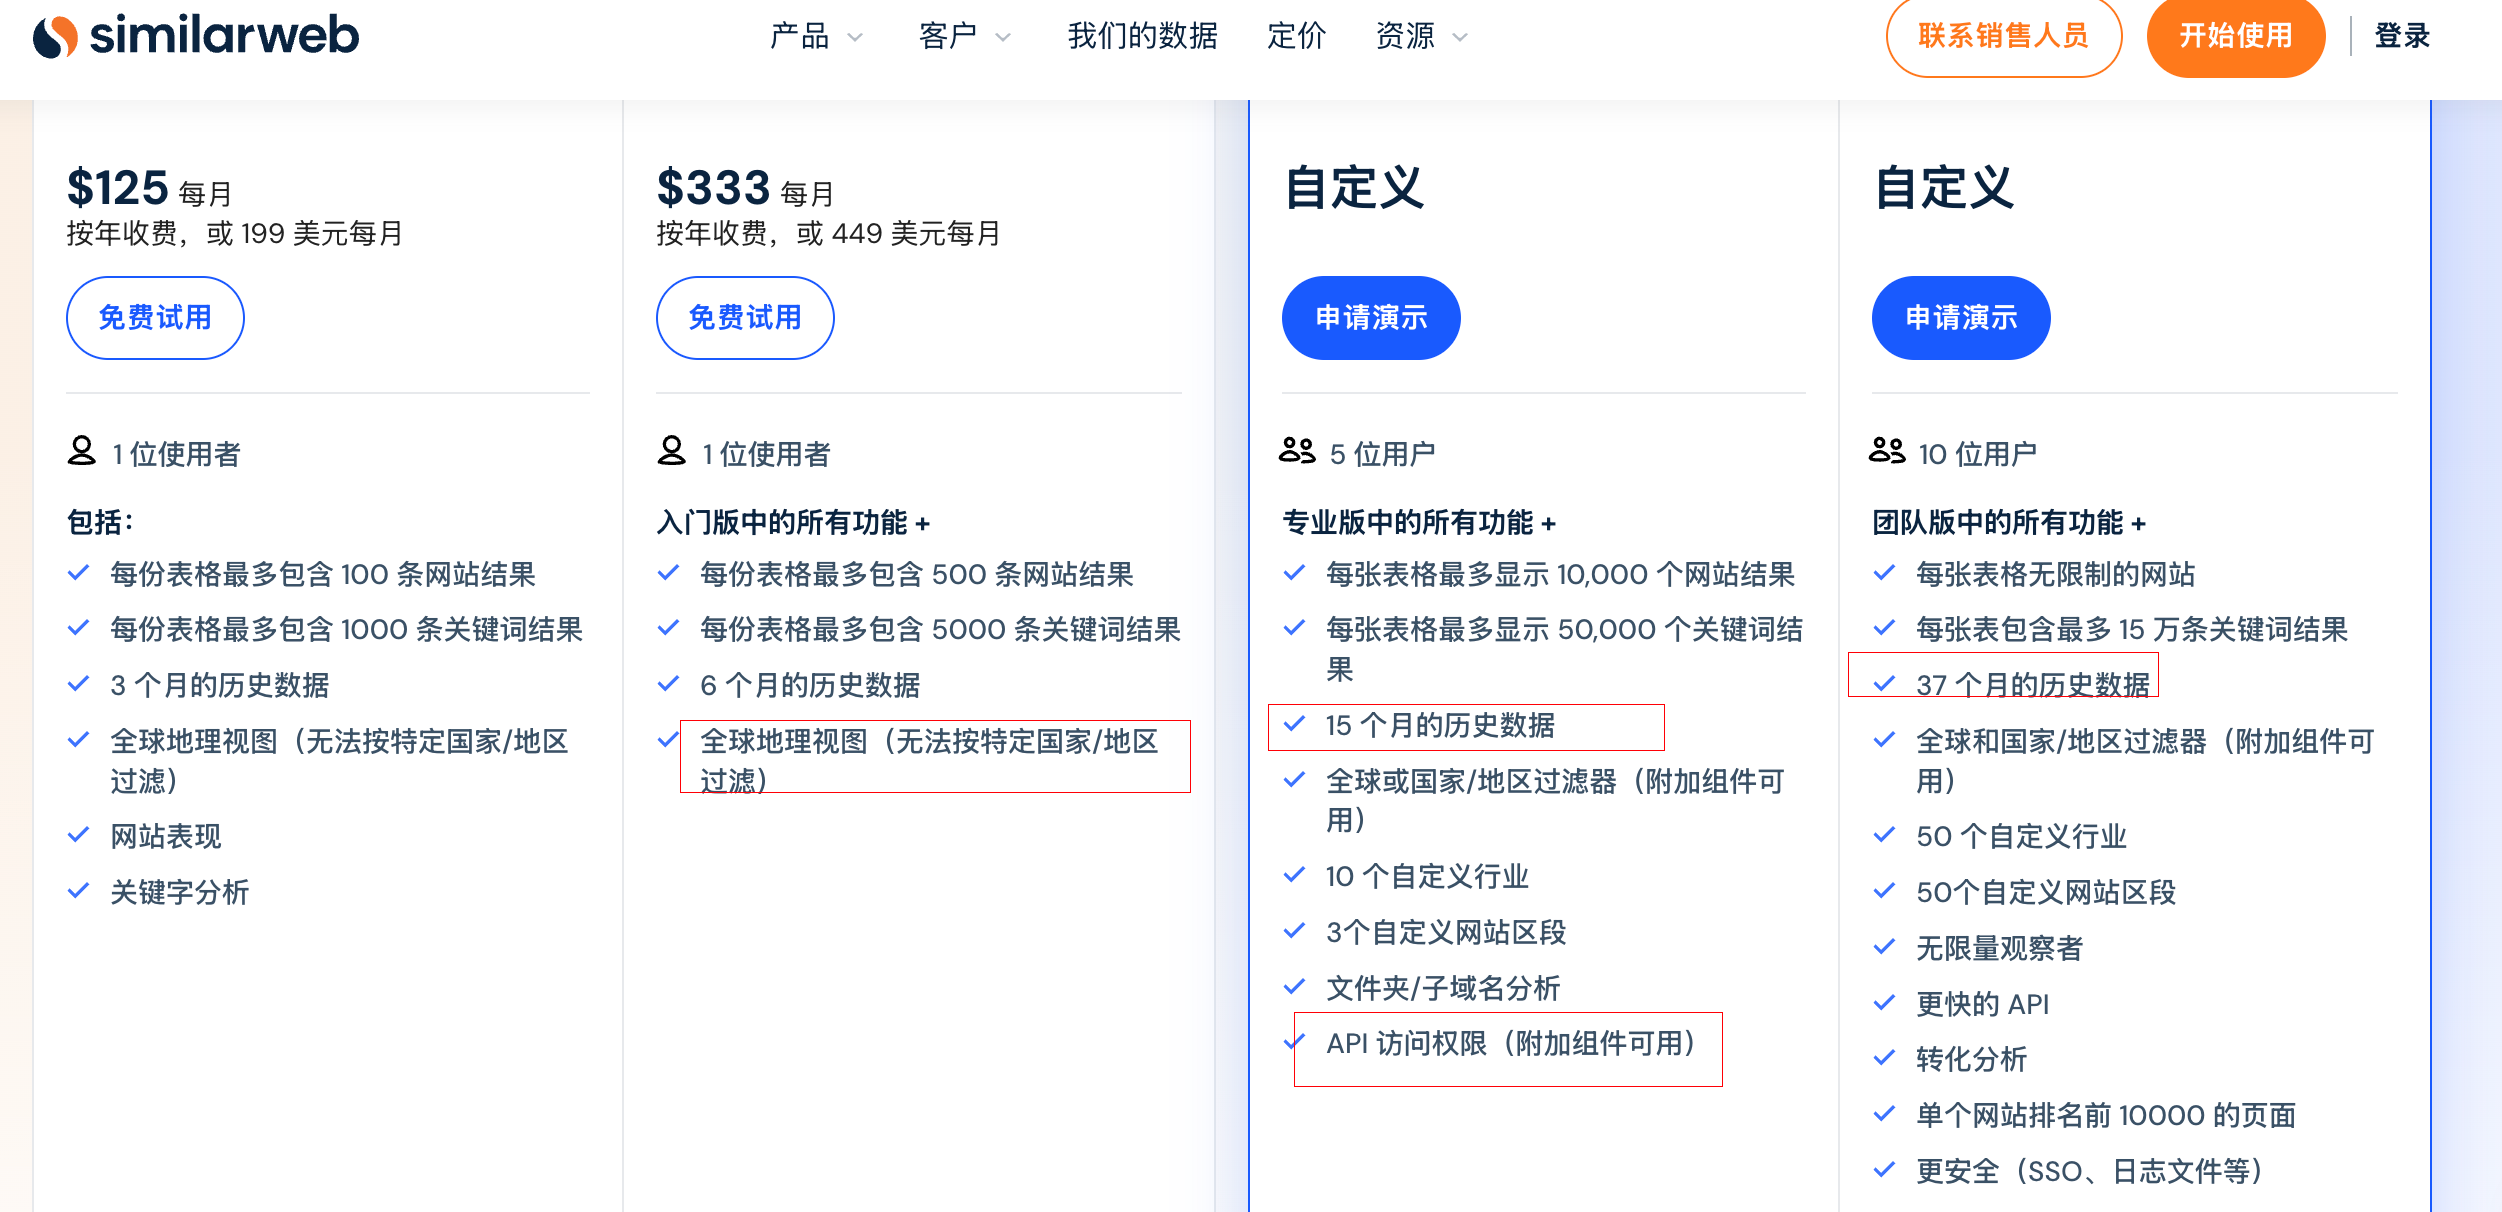 similarweb
产品
客户
我们的数据
定价
资源
联系销售人员
开始使用
登录
$125 每月
按年收费，或 199 美元每月
免费试用
1 位使用者
包括：
每份表格最多包含 100 条网站结果
每份表格最多包含 1000 条关键词结果
3 个月的历史数据
全球地理视图（无法按特定国家/地区
过滤）
网站表现
关键字分析
$333 每月
按年收费，或 449 美元每月
免费试用
1 位使用者
入门版中的所有功能 +
每份表格最多包含 500 条网站结果
每份表格最多包含 5000 条关键词结果
6 个月的历史数据
全球地理视图（无法按特定国家/地区
过滤）
自定义
申请演示
5 位用户
专业版中的所有功能 +
每张表格最多显示 10,000 个网站结果
每张表格最多显示 50,000 个关键词结
果
15 个月的历史数据
全球或国家/地区过滤器（附加组件可
用）
10 个自定义行业
3个自定义网站区段
文件夹/子域名分析
API 访问权限（附加组件可用）
自定义
申请演示
10 位用户
团队版中的所有功能 +
每张表格无限制的网站
每张表包含最多 15 万条关键词结果
37 个月的历史数据
全球和国家/地区过滤器（附加组件可
用）
50 个自定义行业
50个自定义网站区段
无限量观察者
更快的 API
转化分析
单个网站排名前 10000 的页面
更安全（SSO、日志文件等）